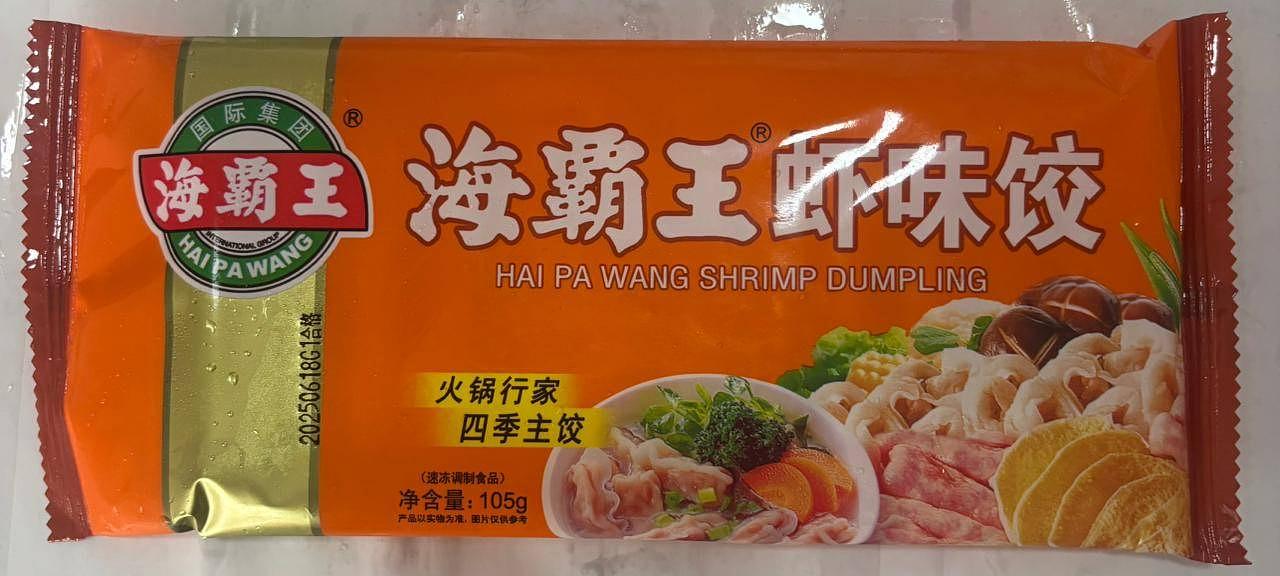 国际集团
®
海霸王
INTERNATIONAL GROUP
HAI PA WANG
海霸王®虾味饺
HAI PA WANG SHRIMP DUMPLING
20250618G1合格
火锅行家
四季主饺
(速冻调制食品)
净含量：105g
产品以实物为准，图片仅供参考